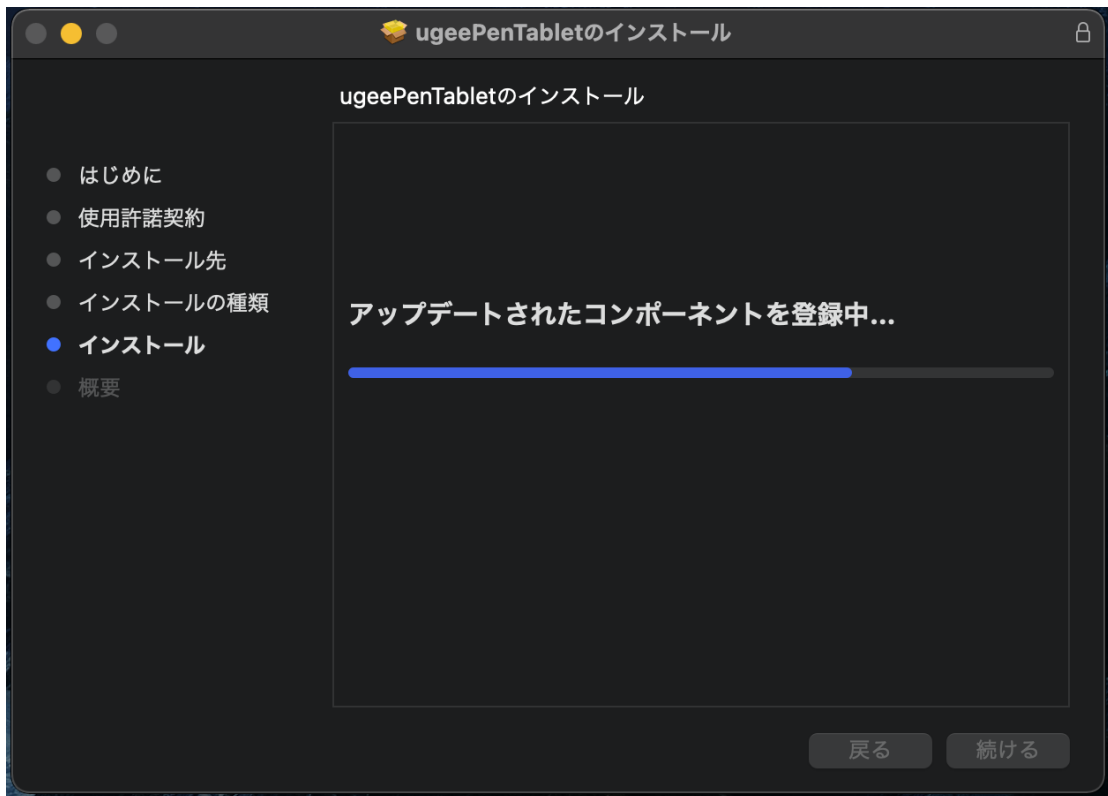 ugeePenTabletのインストール
ugeePenTabletのインストール
はじめに
使用許諾契約
インストール先
インストールの種類
インストール
概要
アップデートされたコンポーネントを登録中...
戻る
続ける